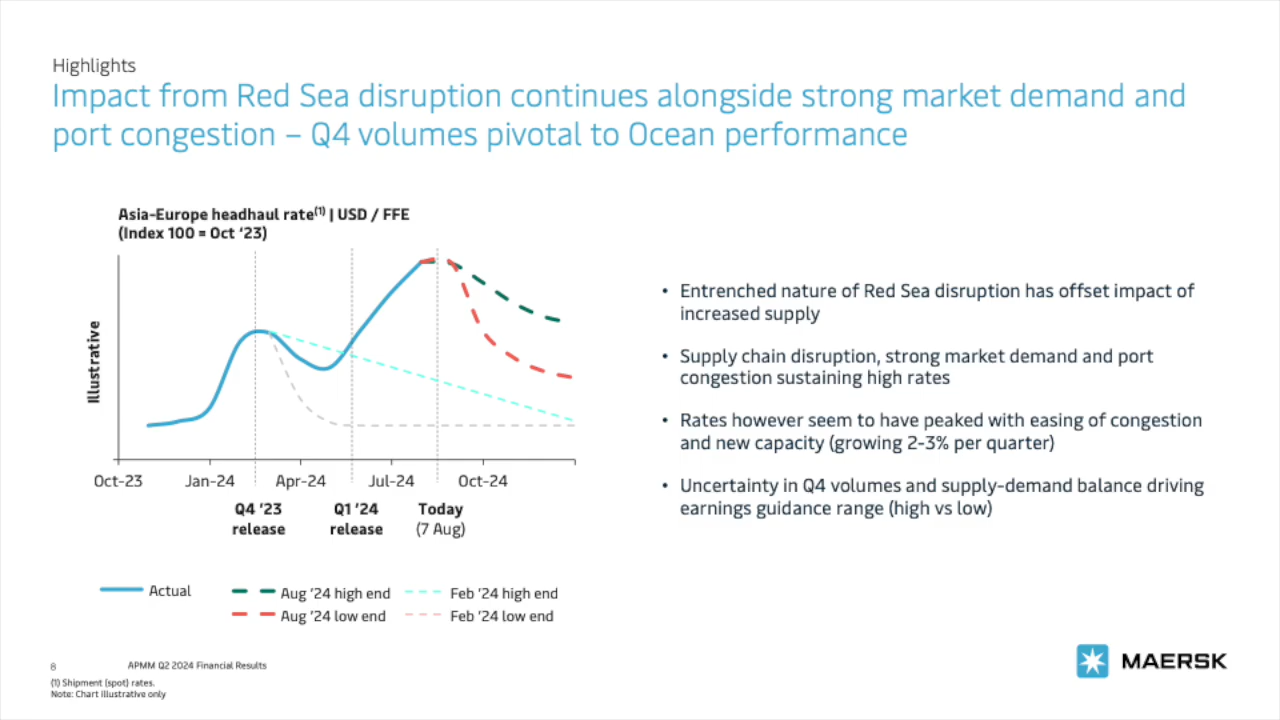 Highlights
Impact from Red Sea disruption continues alongside strong market demand and
port congestion – Q4 volumes pivotal to Ocean performance
Asia-Europe headhaul rate(1) | USD / FFE
(Index 100 = Oct ‘23)
Illustrative
Oct-23 Jan-24 Apr-24 Jul-24 Oct-24
Q4 ’23 release
Q1 ’24 release
Today (7 Aug)
Actual
Aug ’24 high end
Feb ’24 high end
Aug ’24 low end
Feb ’24 low end
• Entrenched nature of Red Sea disruption has offset impact of
increased supply
• Supply chain disruption, strong market demand and port
congestion sustaining high rates
• Rates however seem to have peaked with easing of congestion
and new capacity (growing 2-3% per quarter)
• Uncertainty in Q4 volumes and supply-demand balance driving
earnings guidance range (high vs low)
8 APMM Q2 2024 Financial Results
(1) Shipment (spot) rates.
Note: Chart illustrative only
MAERSK